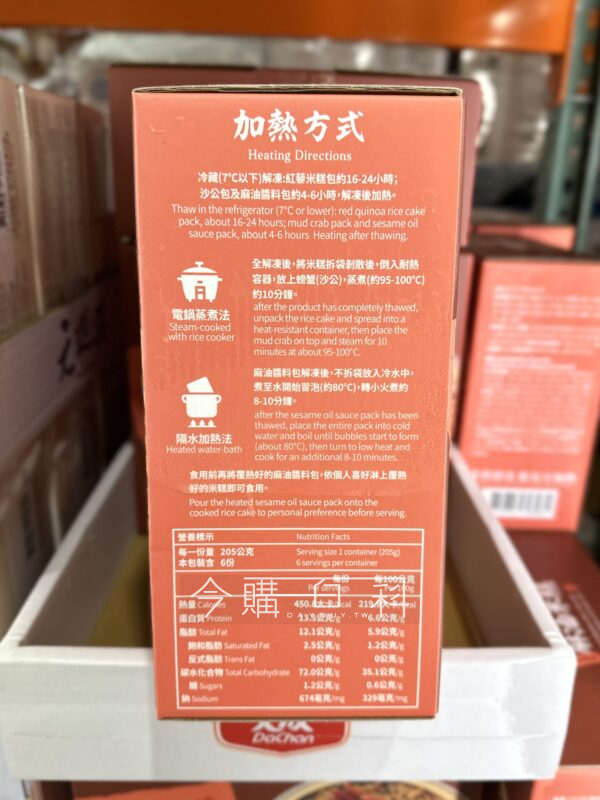 加熱方式
Heating Directions
冷藏(7°C以下)解凍:紅藜米糕包約16-24小時;
沙公包及麻油醬料包約4-6小時,解凍後加熱。
Thaw in the refrigerator (7°C or lower): red quinoa rice cake
pack, about 16-24 hours; mud crab pack and sesame oil
sauce pack, about 4-6 hours Heating after thawing.
電鍋蒸煮法
Steam-cooked
with rice cooker
全解凍後,將米糕拆袋剝散後,倒入耐熱
容器,放上螃蟹(沙公),蒸煮(約95-100°C)
約10分鐘。
after the product has completely thawed,
unpack the rice cake and spread into a
heat-resistant container, then place the
mud crab on top and steam for 10
minutes at about 95-100°C.
隔水加熱法
Heated water-bath
麻油醬料包解凍後,不拆袋放入冷水中,
煮至水開始冒泡(約80°C),轉小火煮約
8-10分鐘。
after the sesame oil sauce pack has been
thawed, place the entire pack into cold
water and boil until bubbles start to form
(about 80°C), then turn to low heat and
cook for an additional 8-10 minutes.
食用前再將覆熱好的麻油醬料包,依個人喜好淋上覆熱
好的米糕即可食用。
Pour the heated sesame oil sauce pack onto the
cooked rice cake to personal preference before serving.
營養標示 Nutrition Facts
每一份量 205公克 Serving size 1 container (205g)
本包裝含 6份 6 servings per container
每份 每100公克
Per servings Per 100g
熱量 Calories 450.
蛋白質 Protein 13.5公克/g 6.6公克/g
脂肪 Total Fat 12.1公克/g 5.9公克/g
飽和脂肪 Saturated Fat 2.5公克/g 1.2公克/g
反式脂肪 Trans Fat 0公克/g 0公克/g
碳水化合物 Total Carbohydrate 72.0公克/g 35.1公克/g
糖 Sugars 1.2公克/g 0.6公克/g
鈉 Sodium 674毫克/mg 329毫克/mg
今購百科
DaChan